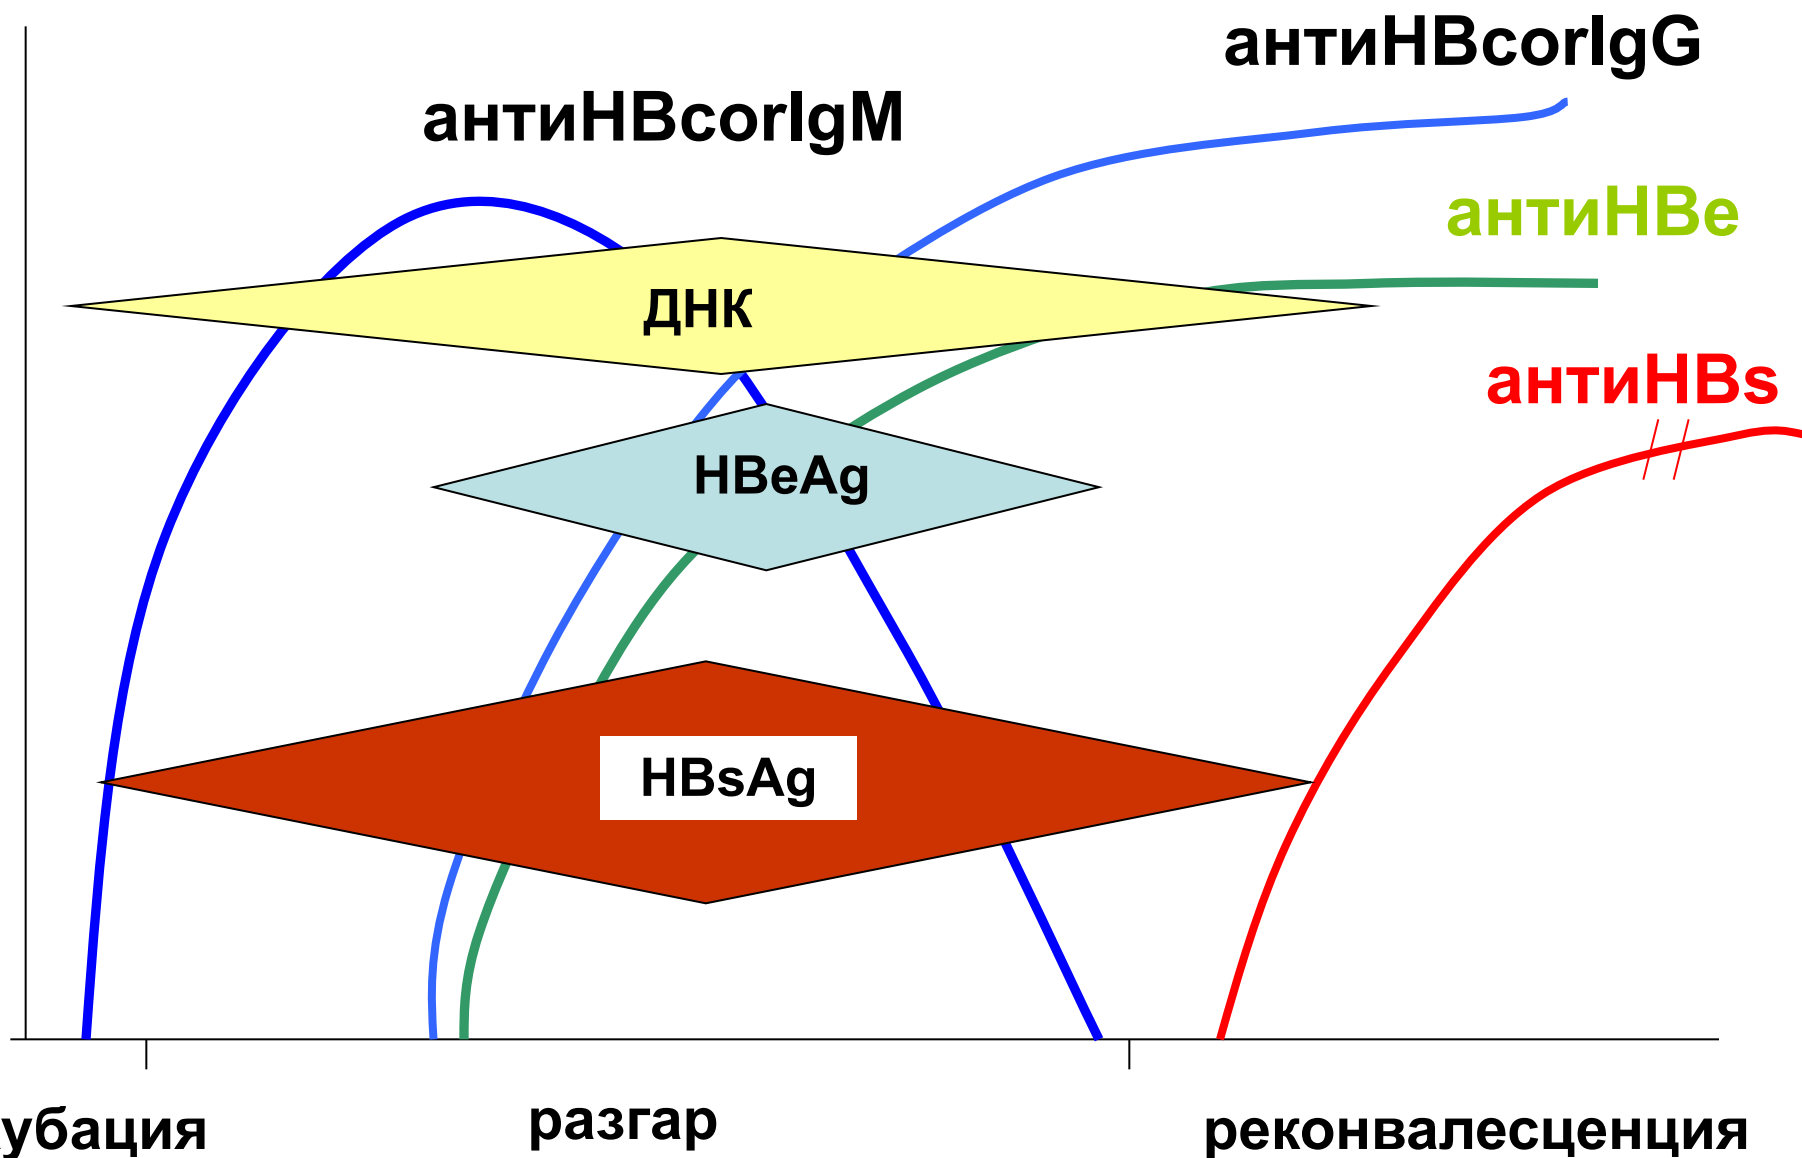 антиHBcorIgG
антиHBcorIgM
антиHBe
ДНК
антиHBs
HBeAg
HBsAg
убация
разгар
реконвалесценция